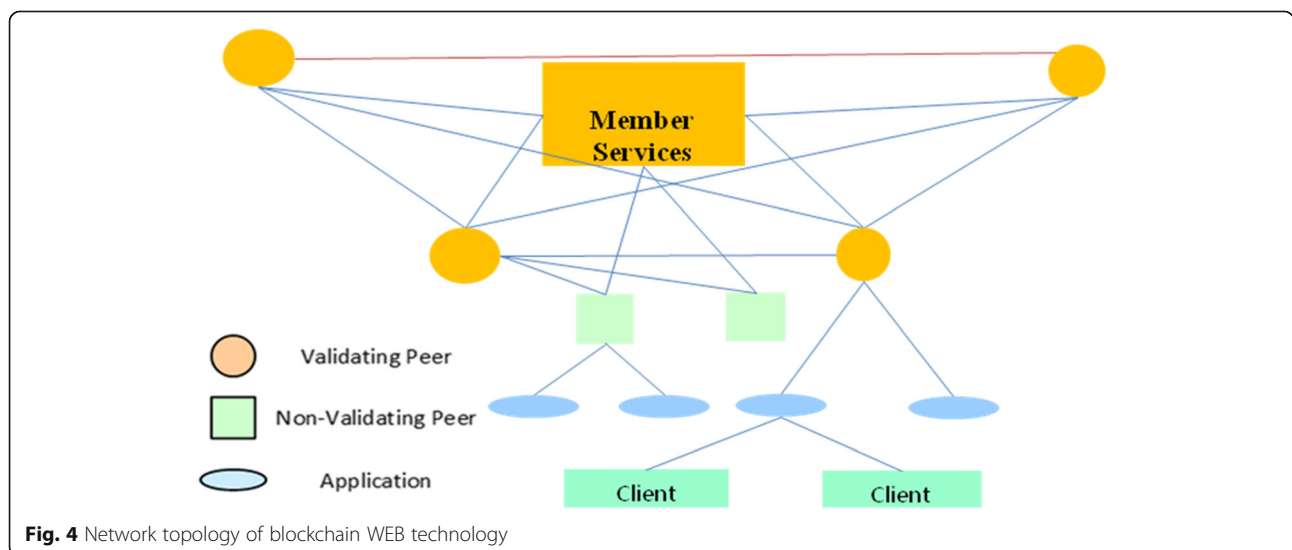 Member
Services
Validating Peer
Non-Validating Peer
Application
Client
Client
Fig. 4 Network topology of blockchain WEB technology